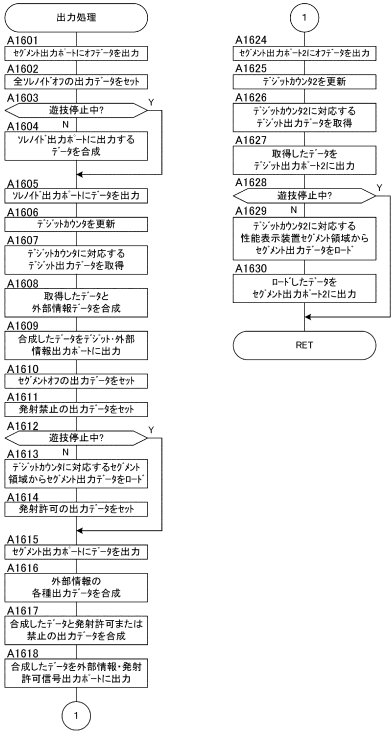 出力処理
A1601
ｾｸﾞﾒﾝﾄ出力ﾎﾟｰﾄにｵﾌﾃﾞｰﾀを出力
A1602
全ｿﾚﾉｲﾄﾞｵﾌの出力ﾃﾞｰﾀをｾｯﾄ
A1603
遊技停止中?
Y
N
A1604
ｿﾚﾉｲﾄﾞ出力ﾎﾟｰﾄに出力する
ﾃﾞｰﾀを合成
A1605
ｿﾚﾉｲﾄﾞ出力ﾎﾟｰﾄにﾃﾞｰﾀを出力
A1606
ﾃﾞｼﾞｯﾄｶｳﾝﾀを更新
A1607
ﾃﾞｼﾞｯﾄｶｳﾝﾀに対応する
ﾃﾞｼﾞｯﾄ出力ﾃﾞｰﾀを取得
A1608
取得したﾃﾞｰﾀと
外部情報ﾃﾞｰﾀを合成
A1609
合成したﾃﾞｰﾀをﾃﾞｼﾞｯﾄ･外部
情報出力ﾎﾟｰﾄに出力
A1610
ｾｸﾞﾒﾝﾄｵﾌの出力ﾃﾞｰﾀをｾｯﾄ
A1611
発射禁止の出力ﾃﾞｰﾀをｾｯﾄ
A1612
遊技停止中?
Y
N
A1613
ﾃﾞｼﾞｯﾄｶｳﾝﾀに対応するｾｸﾞﾒﾝﾄ
領域からｾｸﾞﾒﾝﾄ出力ﾃﾞｰﾀをﾛｰﾄﾞ
A1614
発射許可の出力ﾃﾞｰﾀをｾｯﾄ
A1615
ｾｸﾞﾒﾝﾄ出力ﾎﾟｰﾄにﾃﾞｰﾀを出力
A1616
外部情報の
各種出力ﾃﾞｰﾀを合成
A1617
合成したﾃﾞｰﾀと発射許可または
禁止の出力ﾃﾞｰﾀを合成
A1618
合成したﾃﾞｰﾀを外部情報･発射
許可信号出力ﾎﾟｰﾄに出力
1
1
A1624
ｾｸﾞﾒﾝﾄ出力ﾎﾟｰﾄ2にｵﾌﾃﾞｰﾀを出力
A1625
ﾃﾞｼﾞｯﾄｶｳﾝﾀ2を更新
A1626
ﾃﾞｼﾞｯﾄｶｳﾝﾀ2に対応する
ﾃﾞｼﾞｯﾄ出力ﾃﾞｰﾀを取得
A1627
取得したﾃﾞｰﾀを
ﾃﾞｼﾞｯﾄ出力ﾎﾟｰﾄ2に出力
A1628
遊技停止中?
Y
N
A1629
ﾃﾞｼﾞｯﾄｶｳﾝﾀ2に対応する
性能表示装置ｾｸﾞﾒﾝﾄ領域から
ｾｸﾞﾒﾝﾄ出力ﾃﾞｰﾀをﾛｰﾄﾞ
A1630
ﾛｰﾄﾞしたﾃﾞｰﾀを
ｾｸﾞﾒﾝﾄ出力ﾎﾟｰﾄ2に出力
RET